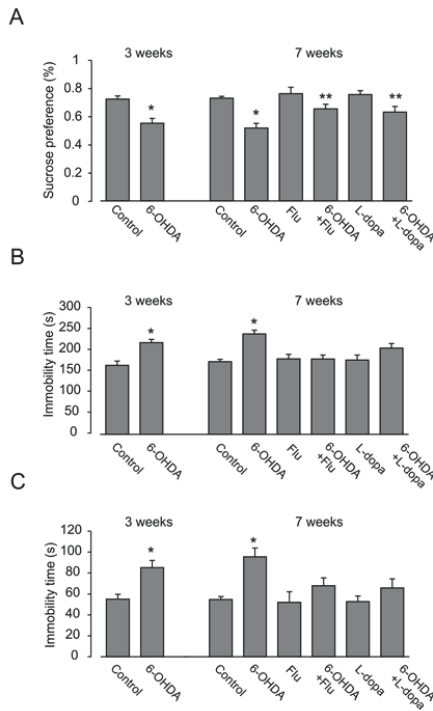 A
3 weeks
7 weeks
Sucrose preference (%)
1
0.8
0.6
0.4
0.2
0
*
*
**
**
Control
6-OHDA
Control
6-OHDA
Flu
6-OHDA
+Flu
L-dopa
6-OHDA
+L-dopa
B
3 weeks
7 weeks
Immobility time (s)
300
250
200
150
100
50
0
*
*
Control
6-OHDA
Control
6-OHDA
Flu
6-OHDA
+Flu
L-dopa
6-OHDA
+L-dopa
C
3 weeks
7 weeks
Immobility time (s)
120
100
80
60
40
20
0
*
*
Control
6-OHDA
Control
6-OHDA
Flu
6-OHDA
+Flu
L-dopa
6-OHDA
+L-dopa